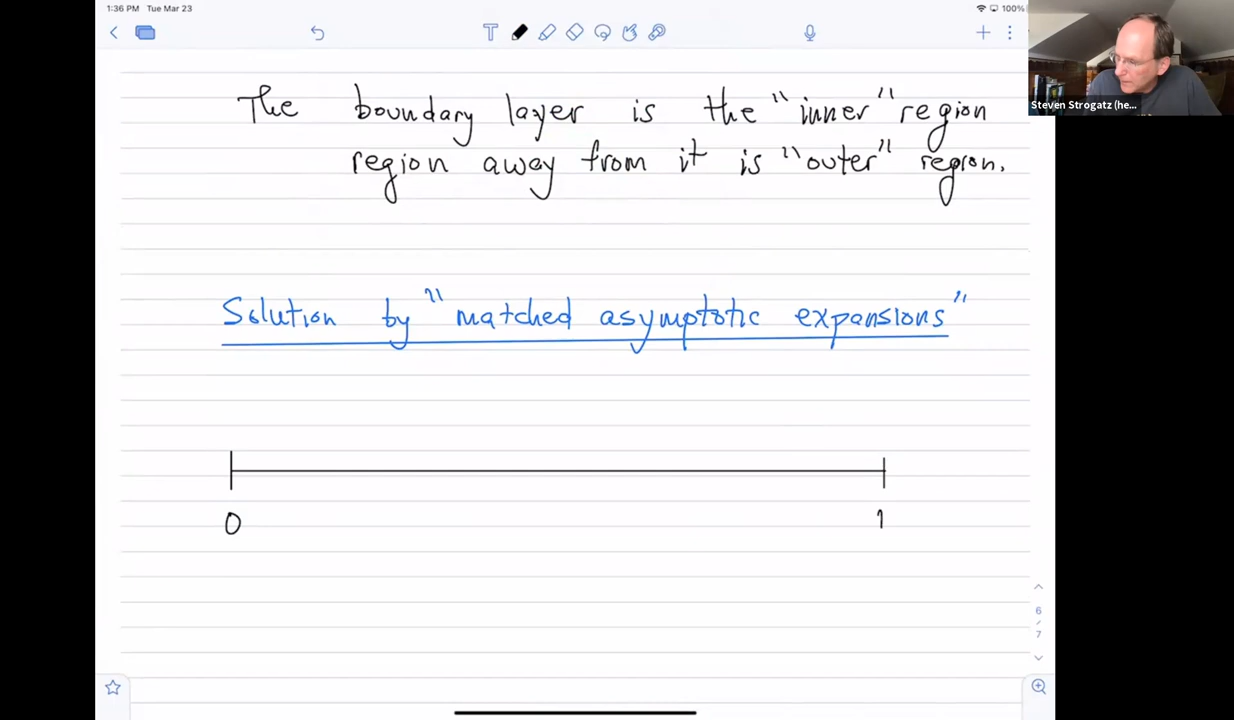 1:36 PM Tue Mar 23
100%
T
Steven Strogatz (he...
The boundary layer is the "inner" region
region away from it is "outer" region.
Solution by "matched asymptotic expansions"
0 1
6
/
7